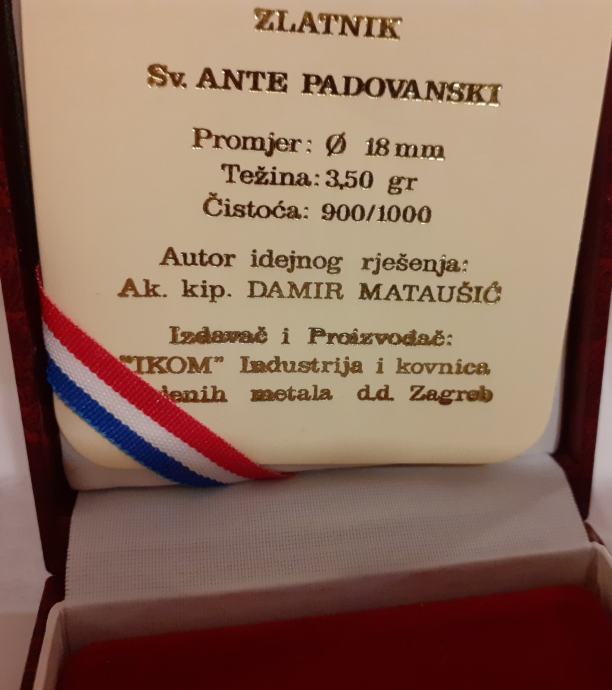 ZLATNIK
Sv. ANTE PADOVANSKI
Promjer: Ø 18 mm
Težina: 3,50 gr
Čistoća: 900/1000
Autor idejnog rješenja:
Ak. kip. DAMIR MATAUŠIĆ
Izdavač i Proizvođač:
"IKOM" Industrija i kovnica
metala d.d. Zagreb